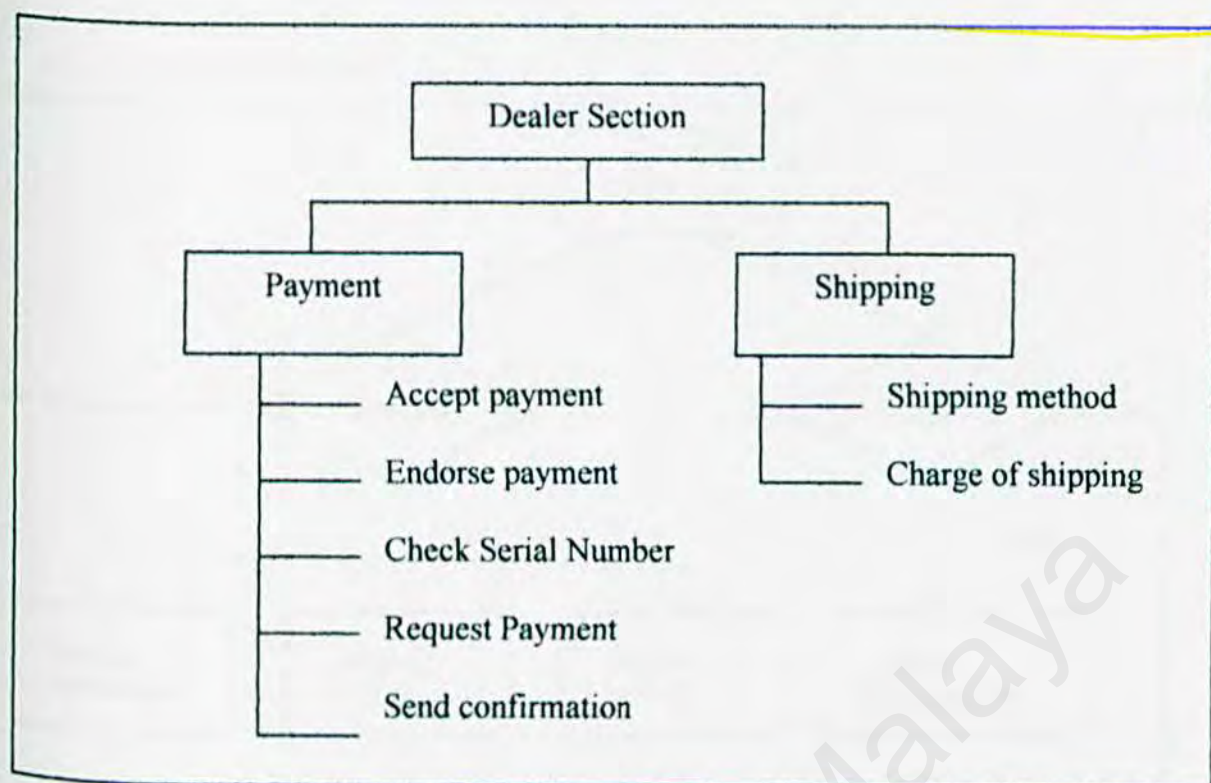 Dealer Section
Payment
Shipping
Accept payment
Endorse payment
Check Serial Number
Request Payment
Send confirmation
Shipping method
Charge of shipping
Malaya